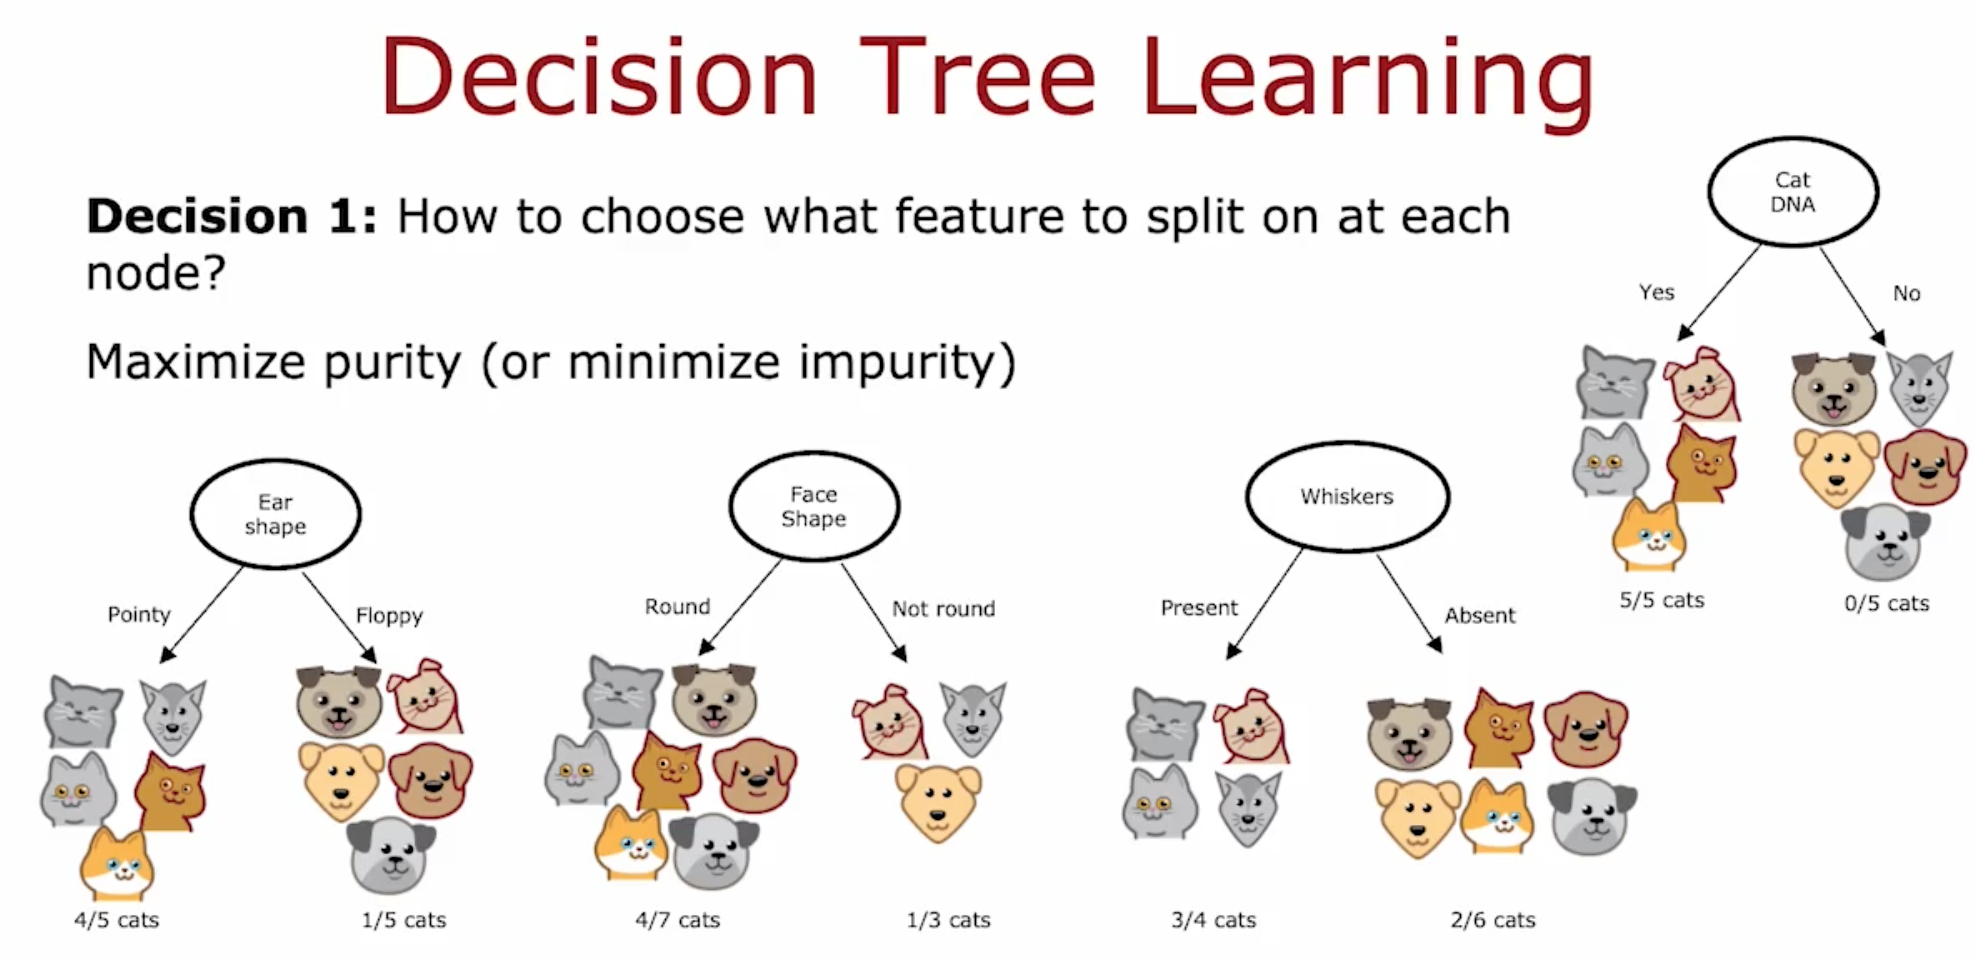 Decision Tree Learning
Decision 1: How to choose what feature to split on at each
node?
Maximize purity (or minimize impurity)
Cat
DNA
Yes
No
5/5 cats
0/5 cats
Ear
shape
Pointy
Floppy
4/5 cats
1/5 cats
Face
Shape
Round
Not round
4/7 cats
1/3 cats
Whiskers
Present
Absent
3/4 cats
2/6 cats